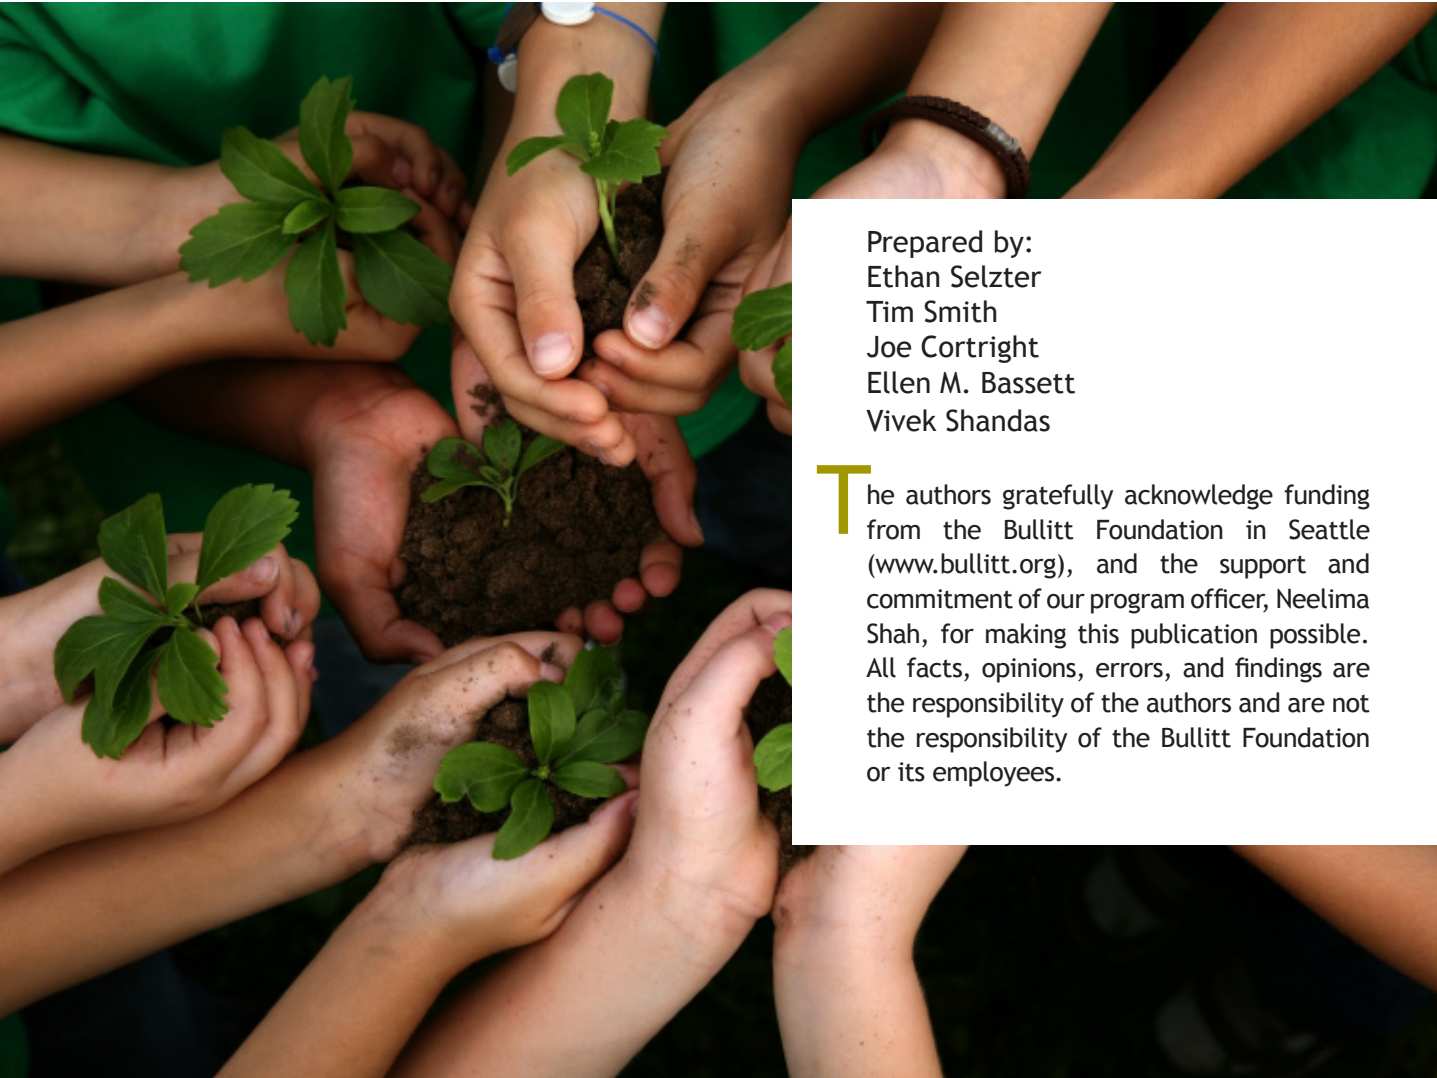 Prepared by:
Ethan Selzter
Tim Smith
Joe Cortright
Ellen M. Bassett
Vivek Shandas
The authors gratefully acknowledge funding
from the Bullitt Foundation in Seattle
(www.bullitt.org), and the support and
commitment of our program officer, Neelima
Shah, for making this publication possible.
All facts, opinions, errors, and findings are
the responsibility of the authors and are not
the responsibility of the Bullitt Foundation
or its employees.